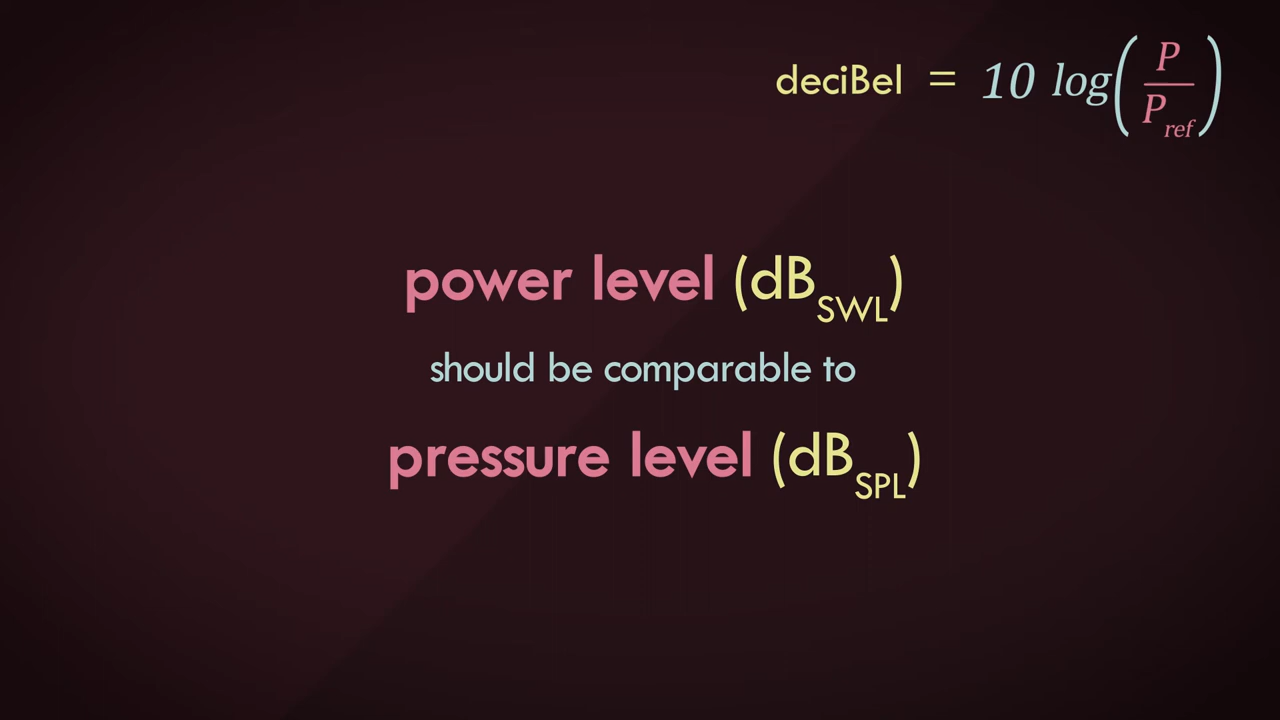 deciBel = 10 log(P/P_ref)
power level (dB_SWL)
should be comparable to
pressure level (dB_SPL)